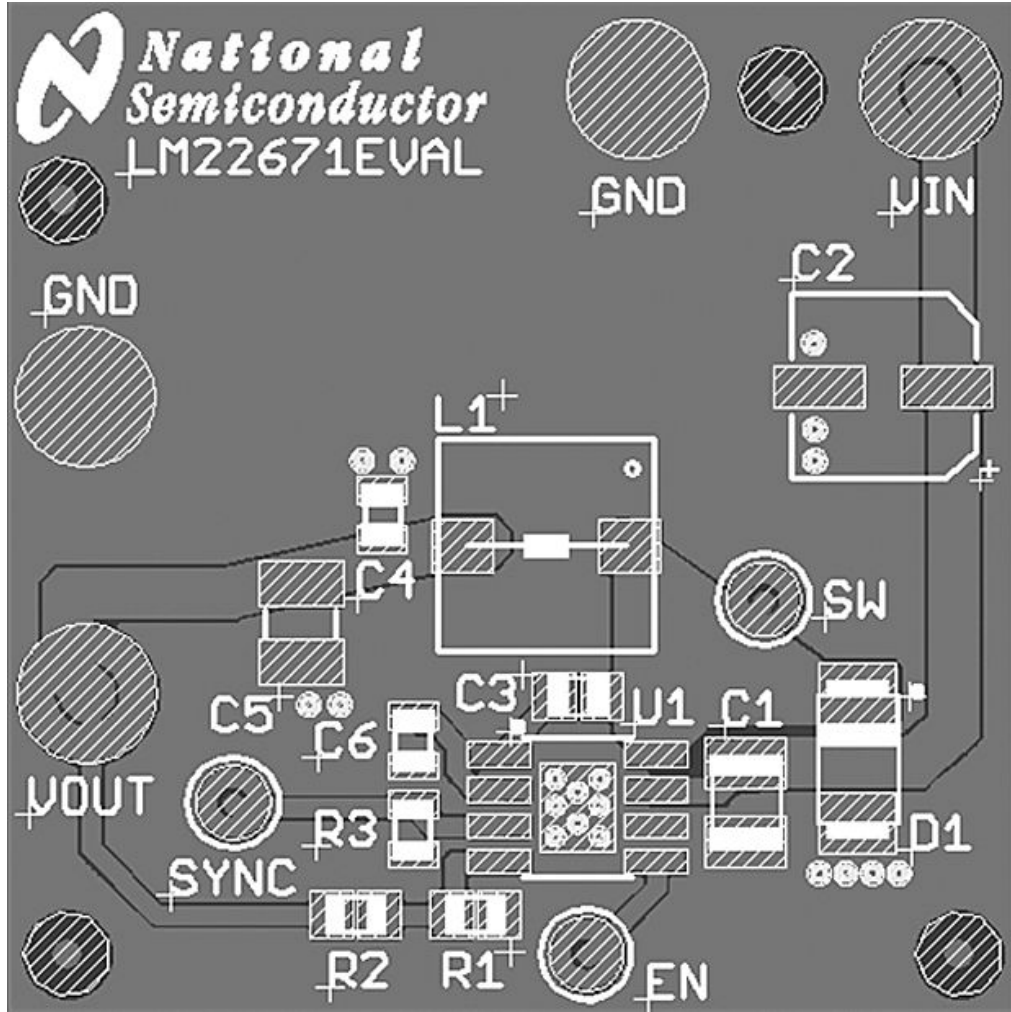 National
Semiconductor
LM22671EVAL
GND
VIN
GND
C2
L1
C4
SW
C5
C3
U1
C1
C6
VOUT
R3
D1
SYNC
R2
R1
EN